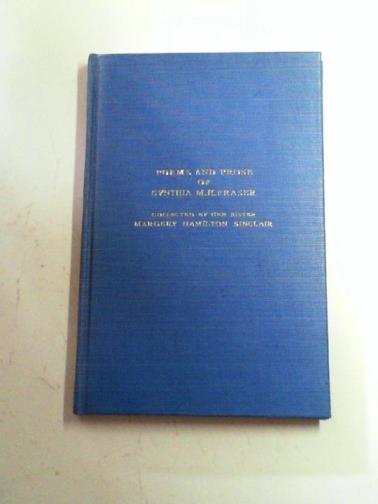 POEMS AND PROSE
OF
CYNTHIA M.H.FRASER
COLLECTED BY HER SISTER
MARGERY HAMILTON SINCLAIR